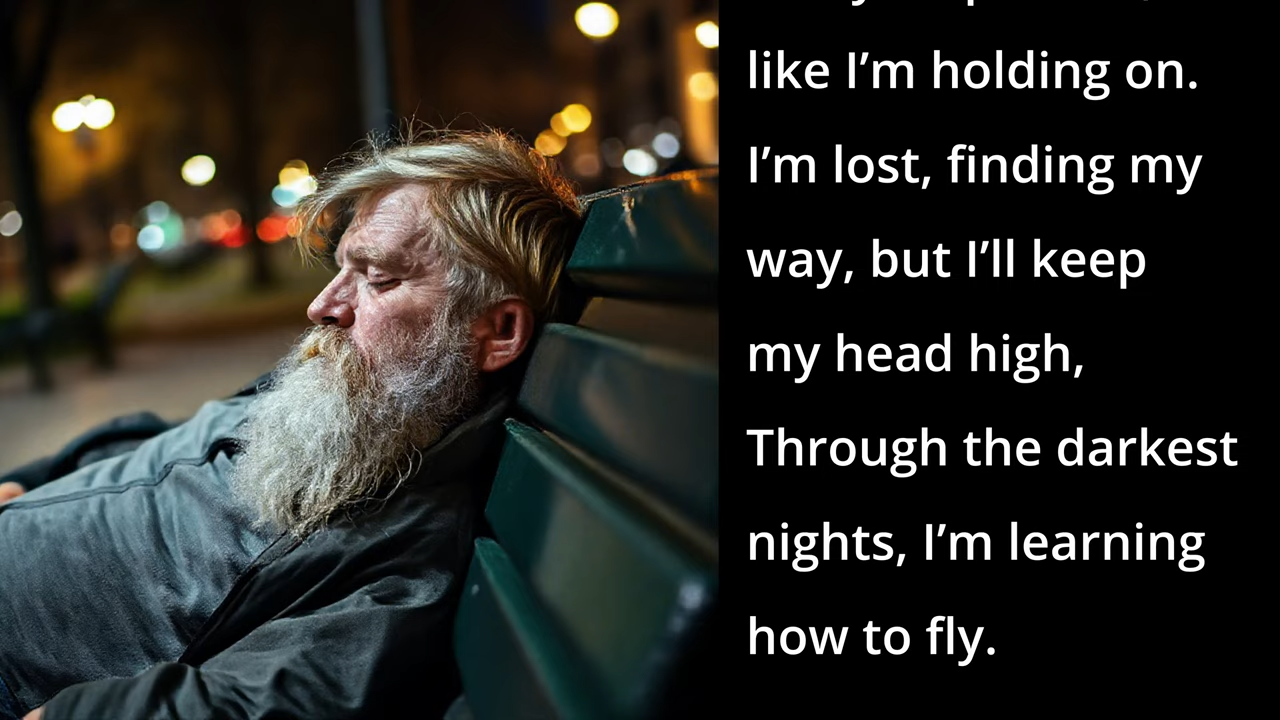 like I’m holding on.
I’m lost, finding my
way, but I’ll keep
my head high,
Through the darkest
nights, I’m learning
how to fly.